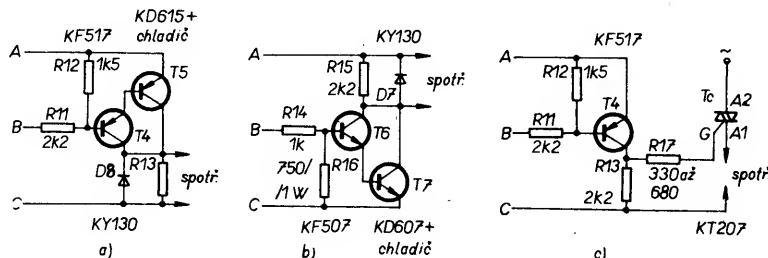 KD615+
chladič
KF517
A
R12
1k5
T5
R11
B
2k2
T4
R13
D8
spotř.
C
KY130
a)
KY130
R15
2k2
D7
spotř.
R14
B
1k
T6
R16
750/
/1W
T7
C
KF507
KD607+
chladič
b)
KF517
A
R12
1k5
~
T4
Tc
A2
R11
B
2k2
G
A1
R13
R17
330 až
680
spotř.
2k2
C
KT207
c)
A